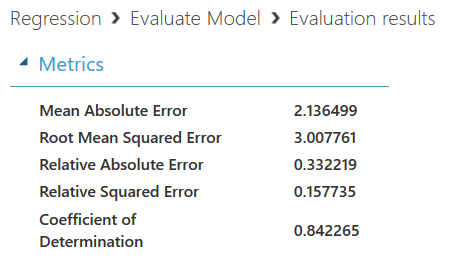 Regression > Evaluate Model > Evaluation results
Metrics
Mean Absolute Error 2.136499
Root Mean Squared Error 3.007761
Relative Absolute Error 0.332219
Relative Squared Error 0.157735
Coefficient of
Determination 0.842265